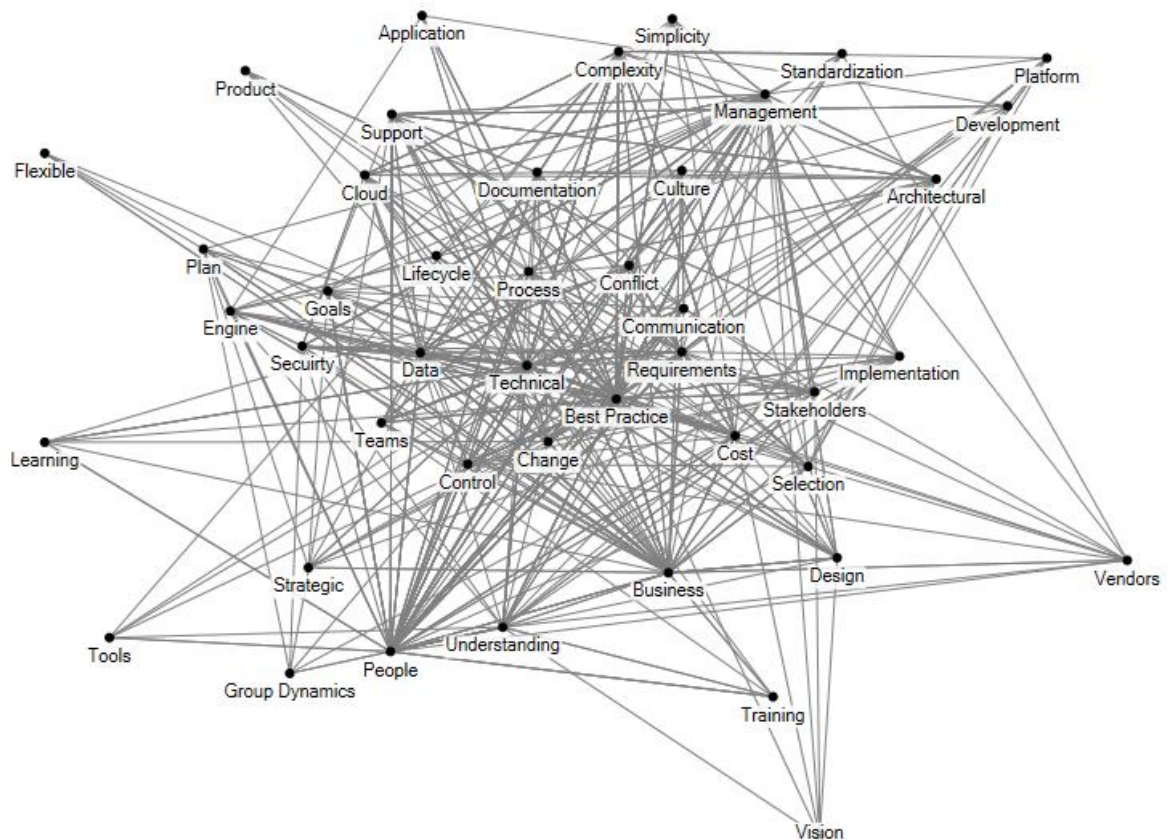 Application
Simplicity
Complexity
Standardization
Platform
Product
Management
Development
Support
Flexible
Cloud
Documentation
Culture
Architectural
Plan
Lifecycle
Process
Conflict
Goals
Engine
Communication
Secuirty
Data
Technical
Requirements
Implementation
Best Practice
Stakeholders
Teams
Learning
Control
Change
Cost
Selection
Strategic
Business
Design
Vendors
Tools
Understanding
People
Group Dynamics
Training
Vision